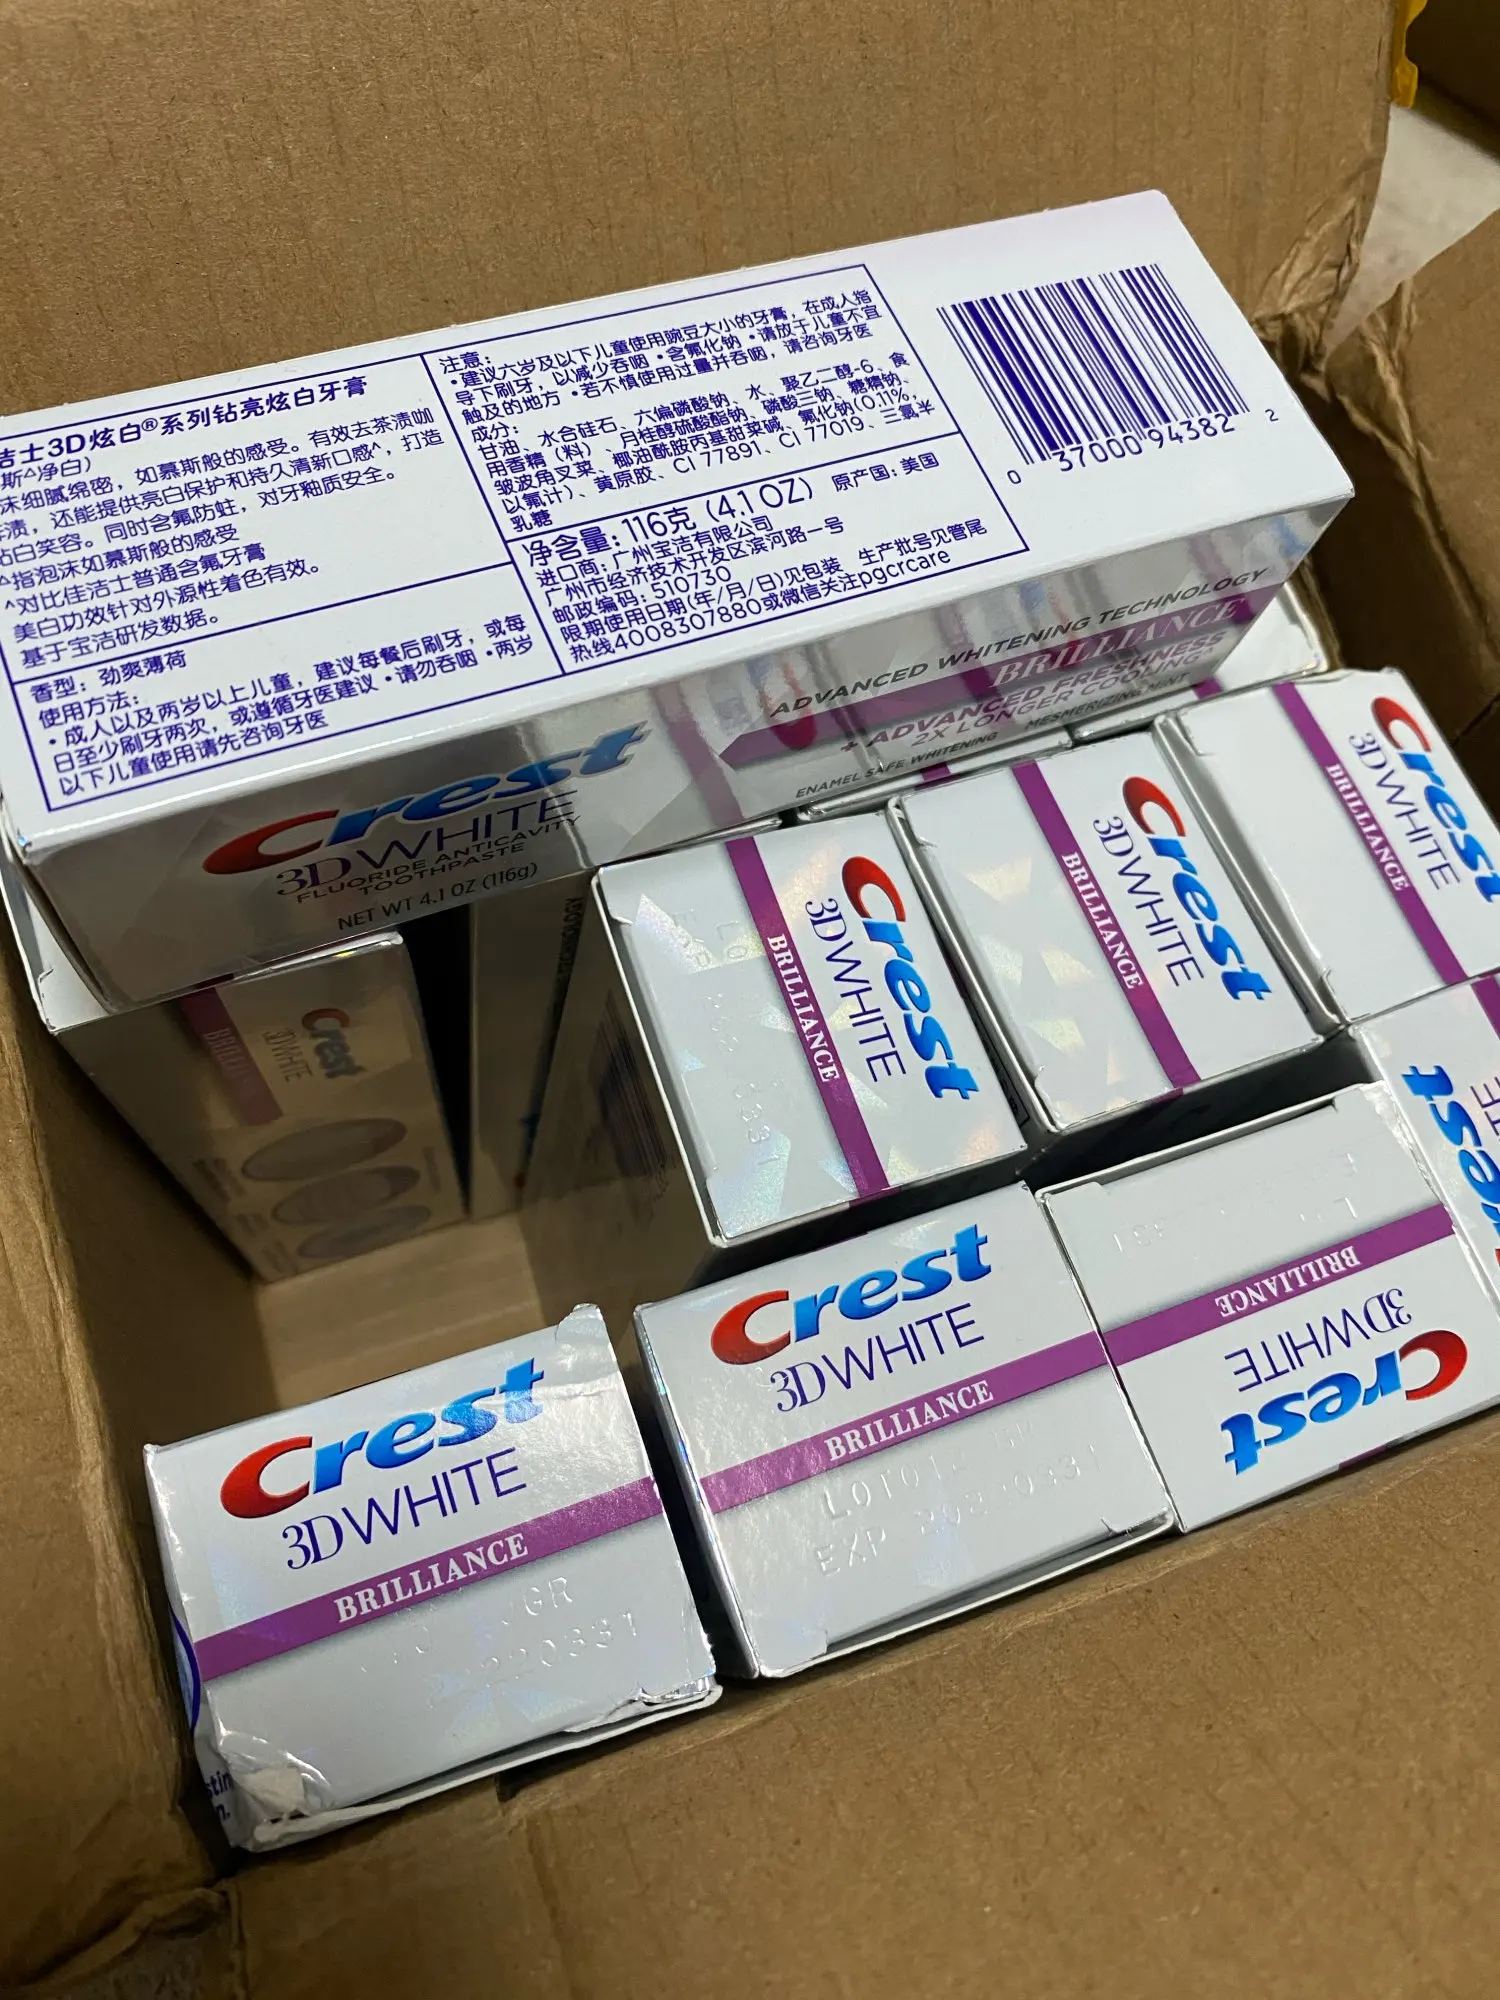 洁士3D炫白®系列钻亮炫白牙膏
斯^净白)
沫细腻绵密，如慕斯般的感受。有效去茶渍咖
渍，还能提供亮白保护和持久清新口感^，打造
钻白笑容。同时含氟防蛀，对牙釉质安全。
^指泡沫如慕斯般的感受
^对比佳洁士普通含氟牙膏
美白功效针对外源性着色有效。
基于宝洁研发数据。
香型：劲爽薄荷
使用方法：
·成人以及两岁以上儿童，建议每餐后刷牙，或每
日至少刷牙两次，或遵循牙医建议·请勿吞咽·两岁
以下儿童使用请先咨询牙医
注意：
·建议六岁及以下儿童使用豌豆大小的牙膏，在成人指
导下刷牙，以减少吞咽·含氟化钠·请放于儿童不宜
触及的地方·若不慎使用过量并吞咽，请咨询牙医
成分：
甘油、水合硅石、六偏磷酸钠、水、聚乙二醇-6、食
用香精（料）、月桂醇硫酸酯钠、磷酸三钠、糖精钠、
皱波角叉菜、椰油酰胺丙基甜菜碱、氟化钠(0.11%，
以氟计)、黄原胶、CI 77891、CI 77019、三氯半
乳糖
净含量：116克 (4.1 OZ) 原产国：美国
进口商：广州宝洁有限公司
广州市经济技术开发区滨河路一号
邮政编码：510730
限期使用日期(年/月/日)见包装 生产批号见管尾
热线4008307880或微信关注pgcrcare
0 37000 94382 2
ADVANCED WHITENING TECHNOLOGY
BRILLIANCE
+ ADVANCED FRESHNESS
2X LONGER COOLING^
ENAMEL SAFE WHITENING MESMERIZING MINT
Crest
3DWHITE
FLUORIDE ANTICAVITY
TOOTHPASTE
NET WT 4.1 OZ (116g)
Crest
3DWHITE
BRILLIANCE
TECHNOLOGY
Crest
3DWHITE
BRILLIANCE
Crest
3DWHITE
BRILLIANCE
Crest
3DWHITE
BRILLIANCE
Crest
3DWHITE
BRILLIANCE
GR
20220331
Crest
3DWHITE
BRILLIANCE
GR
EXP
Crest
3DWHITE
BRILLIANCE
Crest